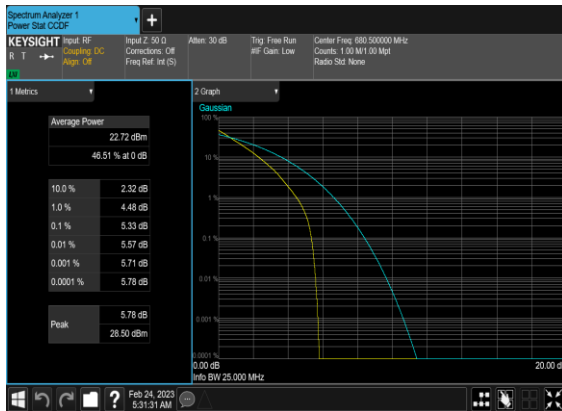 Spectrum Analyzer 1
Power Stat CCDF
KEYSIGHT
R T
LV
Input: RF
Coupling: DC
Align: Off
Input Z: 50 Ω
Corrections: Off
Freq Ref: Int (S)
Atten: 30 dB
Trig: Free Run
#IF Gain: Low
Center Freq: 680.500000 MHz
Counts: 1.00 M/1.00 Mpt
Radio Std: None
1 Metrics
Average Power
22.72 dBm
46.51 % at 0 dB
10.0 % 2.32 dB
1.0 % 4.48 dB
0.1 % 5.33 dB
0.01 % 5.57 dB
0.001 % 5.71 dB
0.0001 % 5.78 dB
Peak
5.78 dB
28.50 dBm
2 Graph
Gaussian
100 %
10 %
1 %
0.1 %
0.01 %
0.001 %
0.0001 %
0.00 dB
20.00 d
Info BW 25.000 MHz
?
Feb 24, 2023
5:31:31 AM